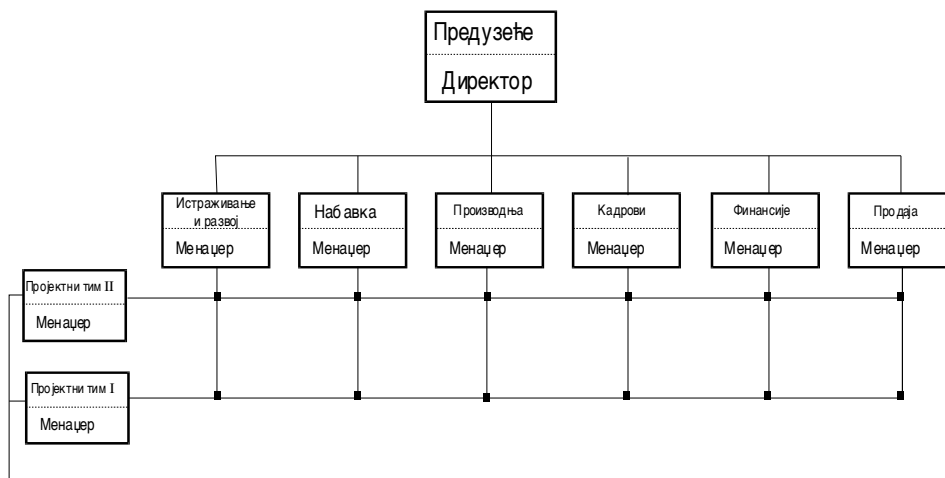 Предузеће
Директор
Истраживање
и развој
Менаџер
Набавка
Менаџер
Производња
Менаџер
Кадрови
Менаџер
Финансије
Менаџер
Продаја
Менаџер
Пројектни тим II
Менаџер
Пројектни тим I
Менаџер